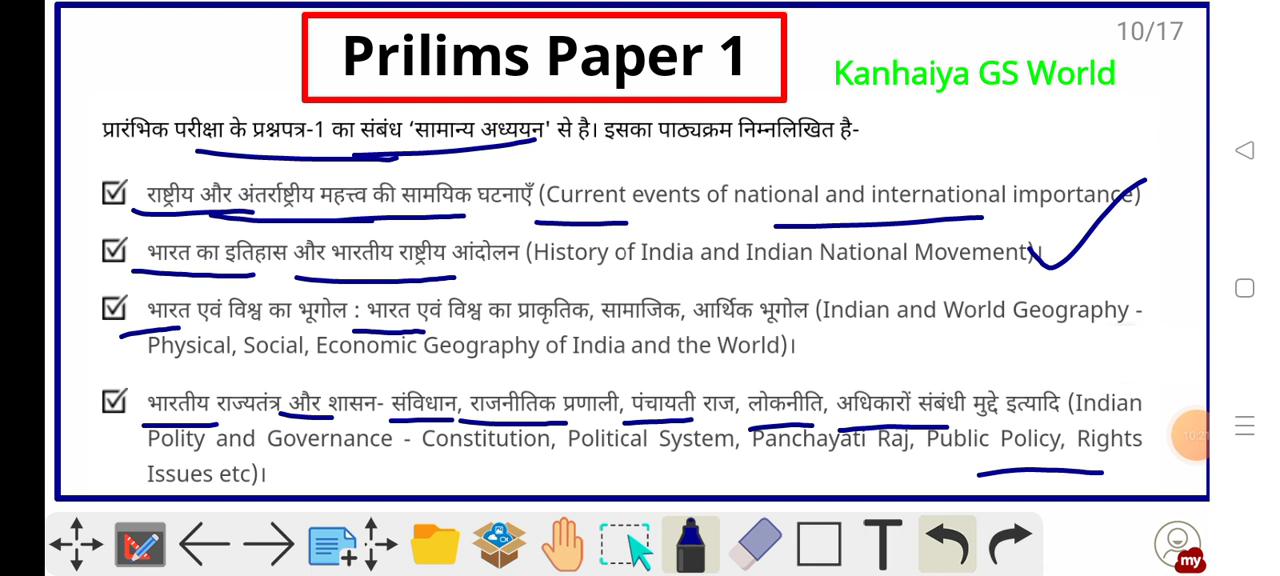 10/17
Prilims Paper 1
Kanhaiya GS World
प्रारंभिक परीक्षा के प्रश्नपत्र-1 का संबंध ‘सामान्य अध्ययन' से है। इसका पाठ्यक्रम निम्नलिखित है-
राष्ट्रीय और अंतर्राष्ट्रीय महत्त्व की सामयिक घटनाएँ (Current events of national and international importance)
भारत का इतिहास और भारतीय राष्ट्रीय आंदोलन (History of India and Indian National Movement)।
भारत एवं विश्व का भूगोल : भारत एवं विश्व का प्राकृतिक, सामाजिक, आर्थिक भूगोल (Indian and World Geography -
Physical, Social, Economic Geography of India and the World)।
भारतीय राज्यतंत्र और शासन- संविधान, राजनीतिक प्रणाली, पंचायती राज, लोकनीति, अधिकारों संबंधी मुद्दे इत्यादि (Indian
Polity and Governance - Constitution, Political System, Panchayati Raj, Public Policy, Rights
Issues etc)।
10:21
T
my